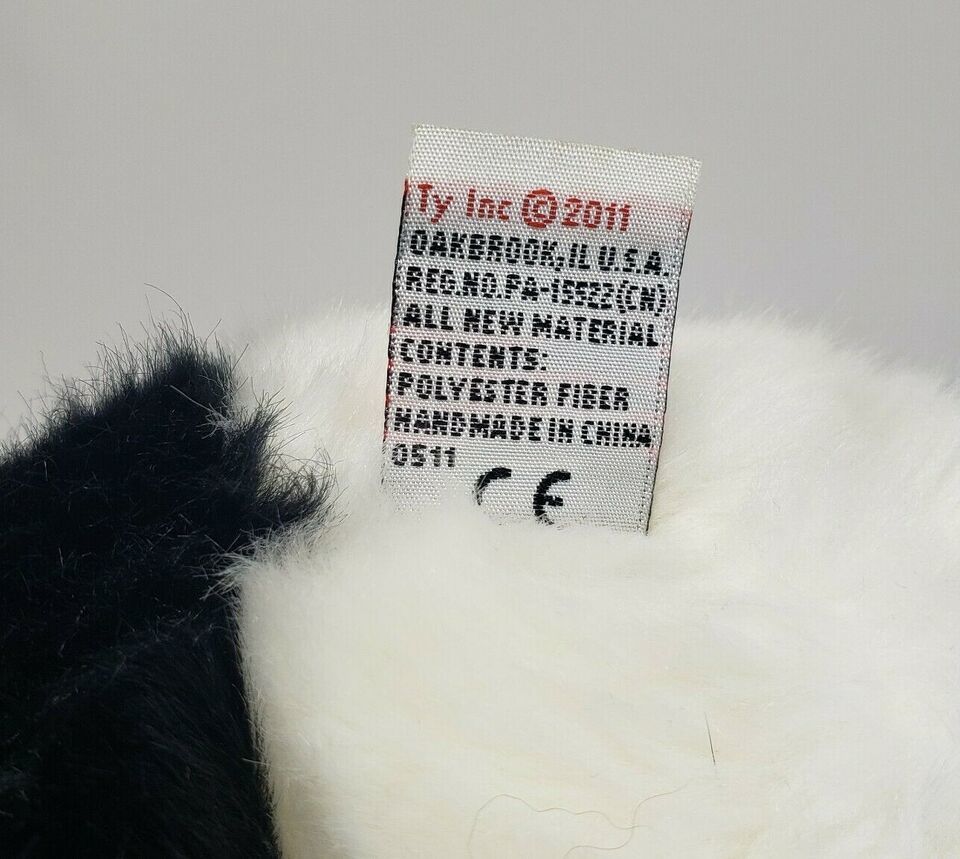 Ty Inc © 2011
OAKBROOK, IL U.S.A.
REG.NO.PA-15522(CN)
ALL NEW MATERIAL
CONTENTS:
POLYESTER FIBER
HANDMADE IN CHINA
0511
CE